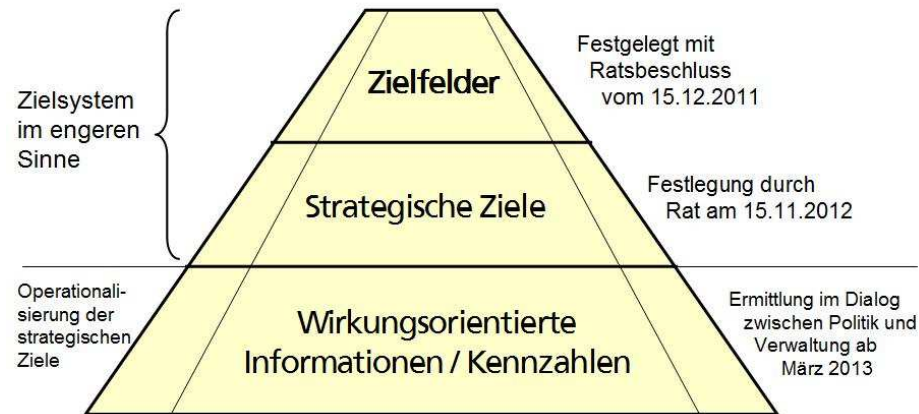 Zielsystem
im engeren
Sinne
Zielfelder
Festgelegt mit
Ratsbeschluss
vom 15.12.2011
Strategische Ziele
Festlegung durch
Rat am 15.11.2012
Operationali-
sierung der
strategischen
Ziele
Wirkungsorientierte
Informationen / Kennzahlen
Ermittlung im Dialog
zwischen Politik und
Verwaltung ab
März 2013